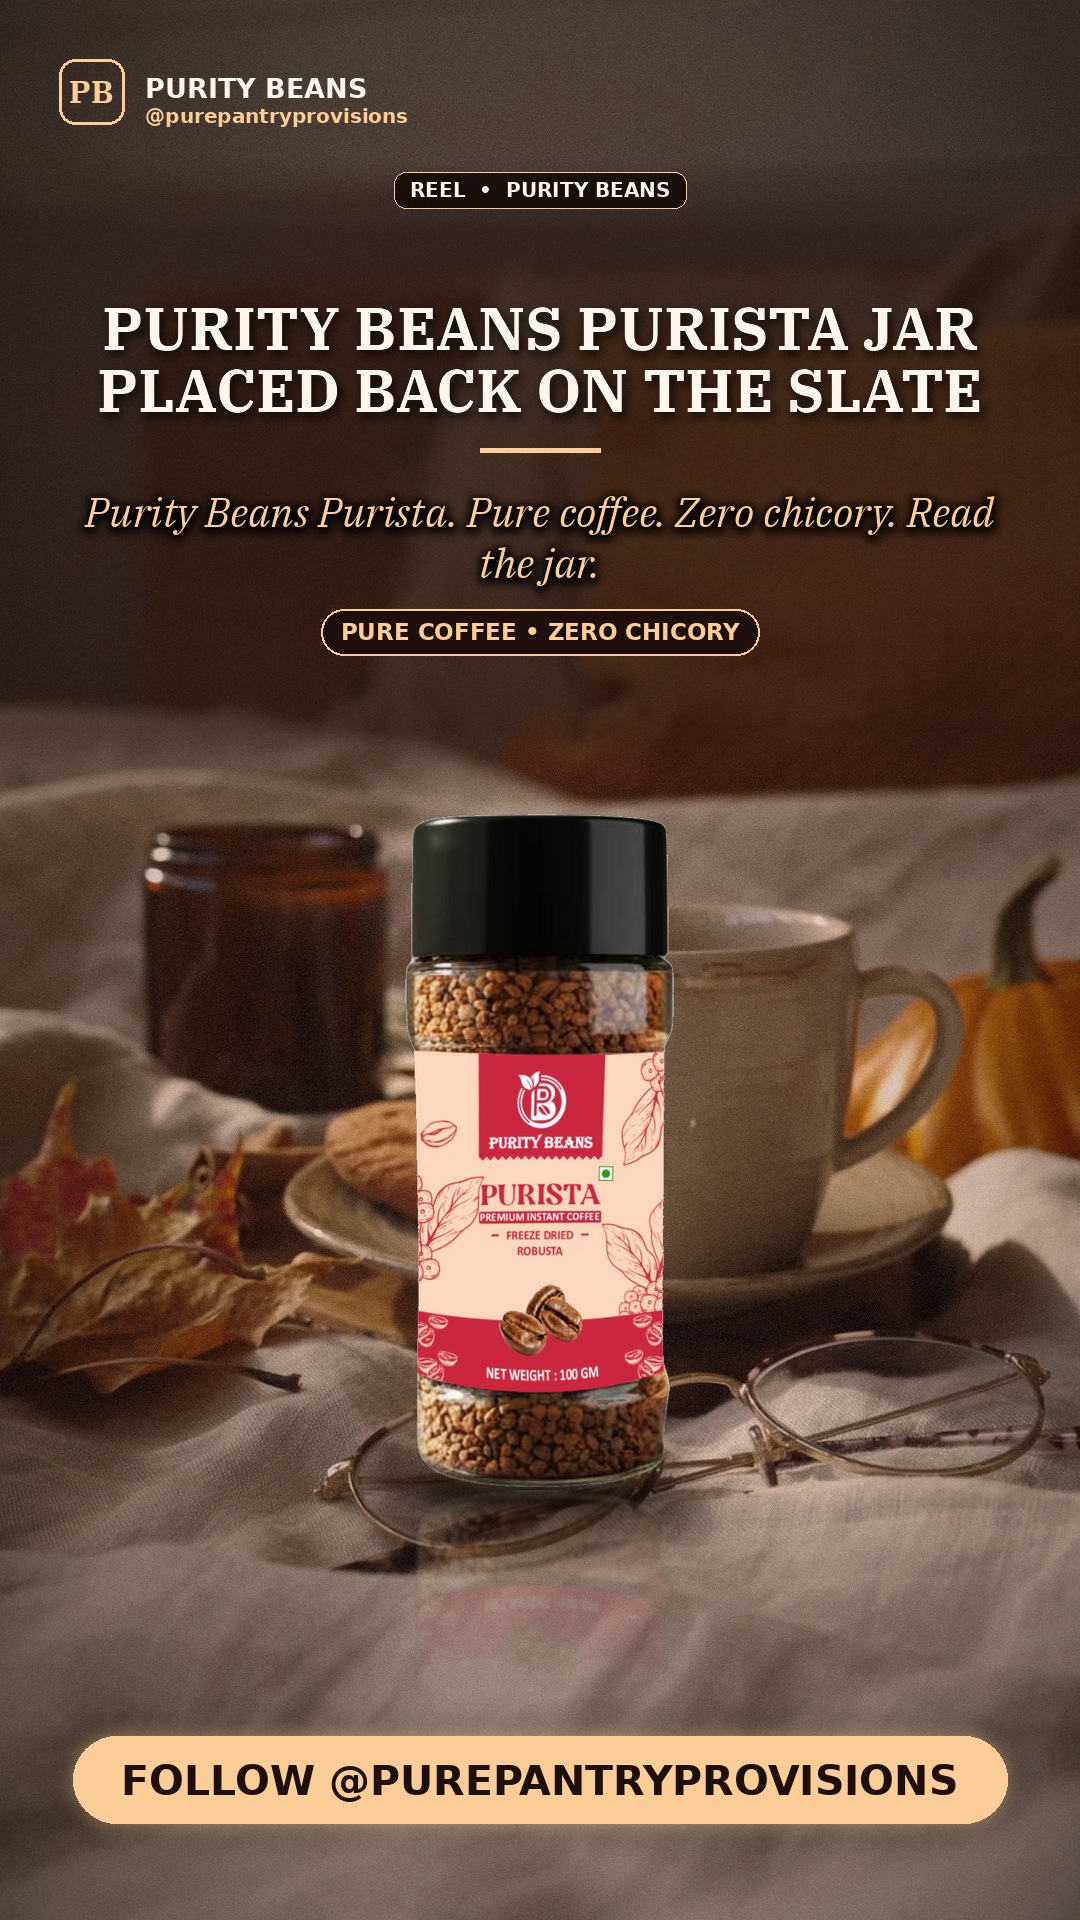 PB
PURITY BEANS
@purepantryprovisions
REEL • PURITY BEANS
PURITY BEANS PURISTA JAR
PLACED BACK ON THE SLATE
Purity Beans Purista. Pure coffee. Zero chicory. Read
the jar.
PURE COFFEE • ZERO CHICORY
PURITY BEANS
PURISTA
PREMIUM INSTANT COFFEE
– FREEZE DRIED –
ROBUSTA
NET WEIGHT : 100 GM
FOLLOW @PUREPANTRYPROVISIONS